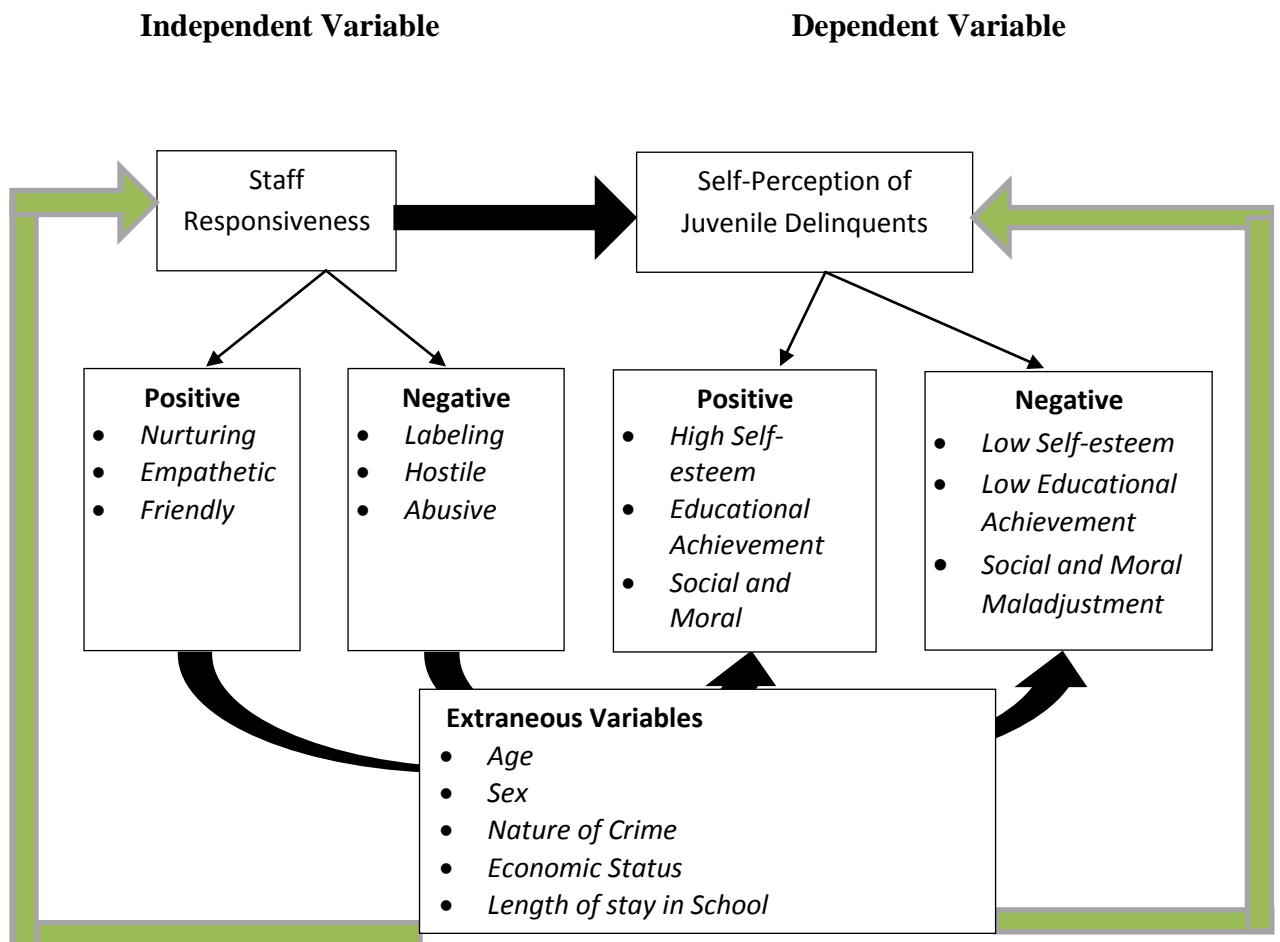 Independent Variable
Dependent Variable
Staff
Responsiveness
Self-Perception of
Juvenile Delinquents
Positive
• Nurturing
• Empathetic
• Friendly
Negative
• Labeling
• Hostile
• Abusive
Positive
• High Self-
esteem
• Educational
Achievement
• Social and
Moral
Negative
• Low Self-esteem
• Low Educational
Achievement
• Social and Moral
Maladjustment
Extraneous Variables
• Age
• Sex
• Nature of Crime
• Economic Status
• Length of stay in School